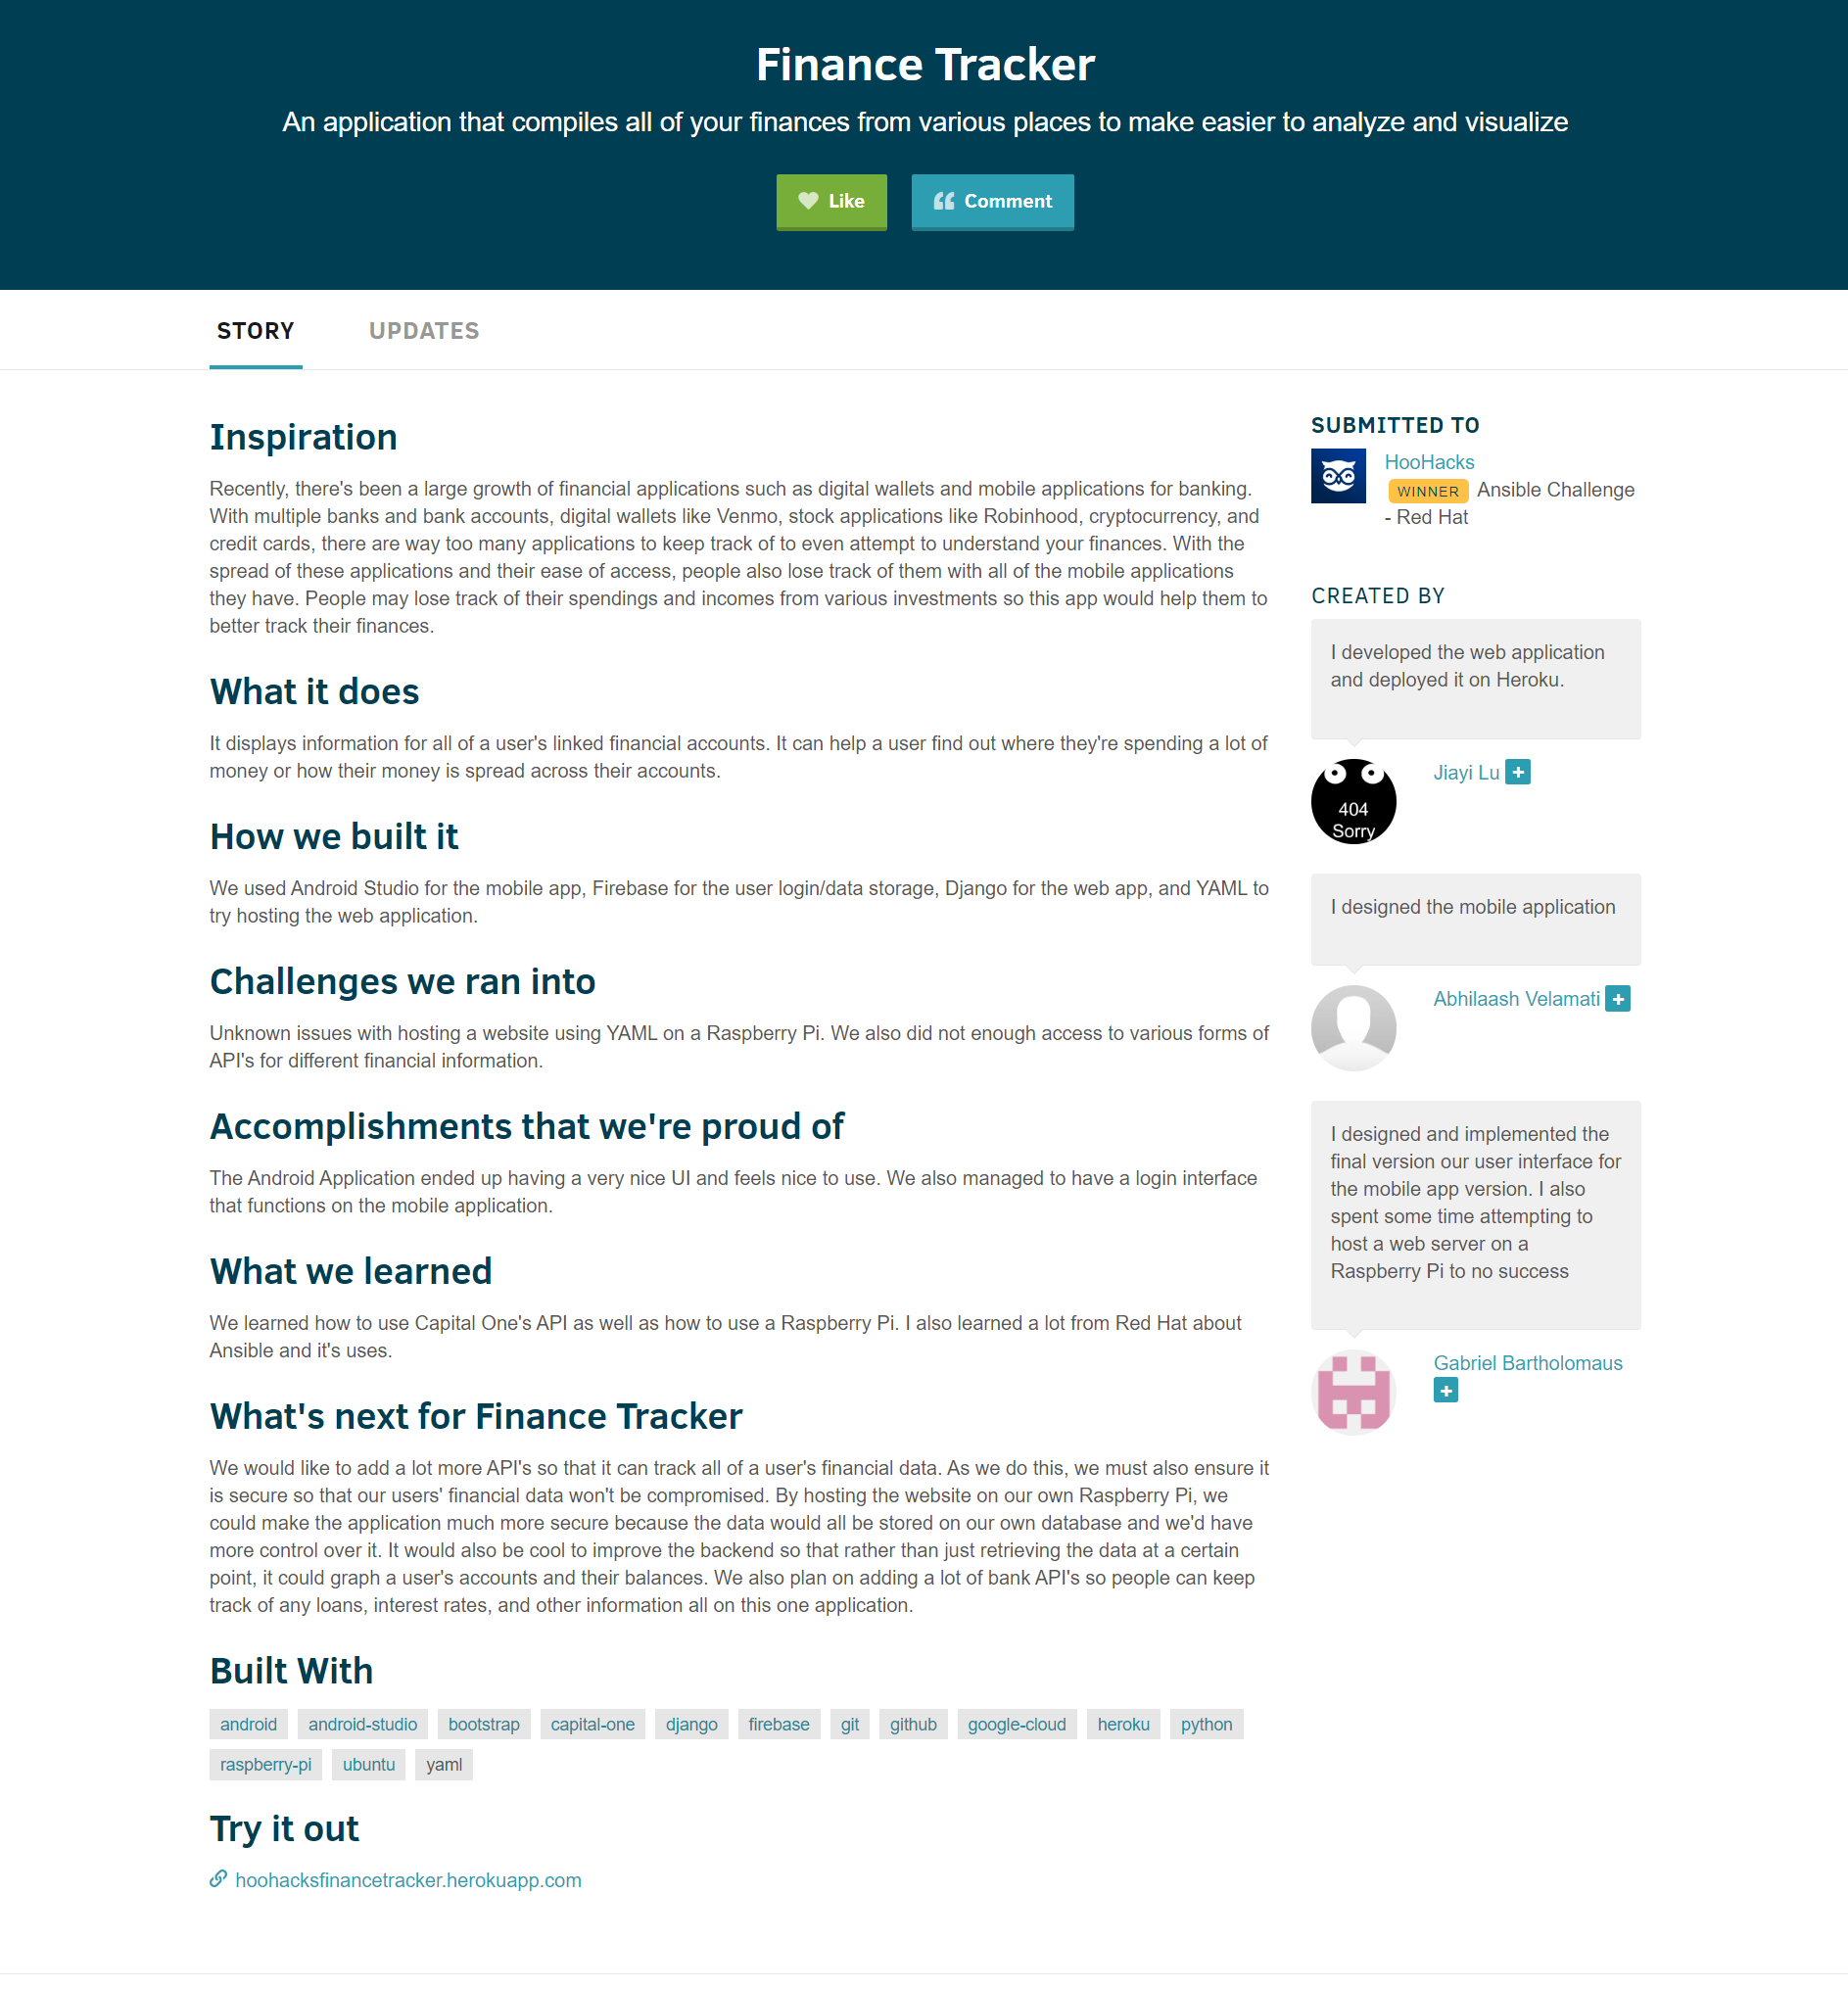 Finance Tracker
An application that compiles all of your finances from various places to make easier to analyze and visualize
Like
Comment
STORY
UPDATES
Inspiration
Recently, there's been a large growth of financial applications such as digital wallets and mobile applications for banking.
With multiple banks and bank accounts, digital wallets like Venmo, stock applications like Robinhood, cryptocurrency, and
credit cards, there are way too many applications to keep track of to even attempt to understand your finances. With the
spread of these applications and their ease of access, people also lose track of them with all of the mobile applications
they have. People may lose track of their spendings and incomes from various investments so this app would help them to
better track their finances.
What it does
It displays information for all of a user's linked financial accounts. It can help a user find out where they're spending a lot of
money or how their money is spread across their accounts.
How we built it
We used Android Studio for the mobile app, Firebase for the user login/data storage, Django for the web app, and YAML to
try hosting the web application.
Challenges we ran into
Unknown issues with hosting a website using YAML on a Raspberry Pi. We also did not enough access to various forms of
API's for different financial information.
Accomplishments that we're proud of
The Android Application ended up having a very nice UI and feels nice to use. We also managed to have a login interface
that functions on the mobile application.
What we learned
We learned how to use Capital One's API as well as how to use a Raspberry Pi. I also learned a lot from Red Hat about
Ansible and it's uses.
What's next for Finance Tracker
We would like to add a lot more API's so that it can track all of a user's financial data. As we do this, we must also ensure it
is secure so that our users' financial data won't be compromised. By hosting the website on our own Raspberry Pi, we
could make the application much more secure because the data would all be stored on our own database and we'd have
more control over it. It would also be cool to improve the backend so that rather than just retrieving the data at a certain
point, it could graph a user's accounts and their balances. We also plan on adding a lot of bank API's so people can keep
track of any loans, interest rates, and other information all on this one application.
Built With
android android-studio bootstrap capital-one django firebase git github google-cloud heroku python
raspberry-pi ubuntu yaml
Try it out
hoohacksfinancetracker.herokuapp.com
SUBMITTED TO
HooHacks
WINNER Ansible Challenge
- Red Hat
CREATED BY
I developed the web application
and deployed it on Heroku.
404
Sorry
Jiayi Lu
I designed the mobile application
Abhilaash Velamati
I designed and implemented the
final version our user interface for
the mobile app version. I also
spent some time attempting to
host a web server on a
Raspberry Pi to no success
Gabriel Bartholomaus